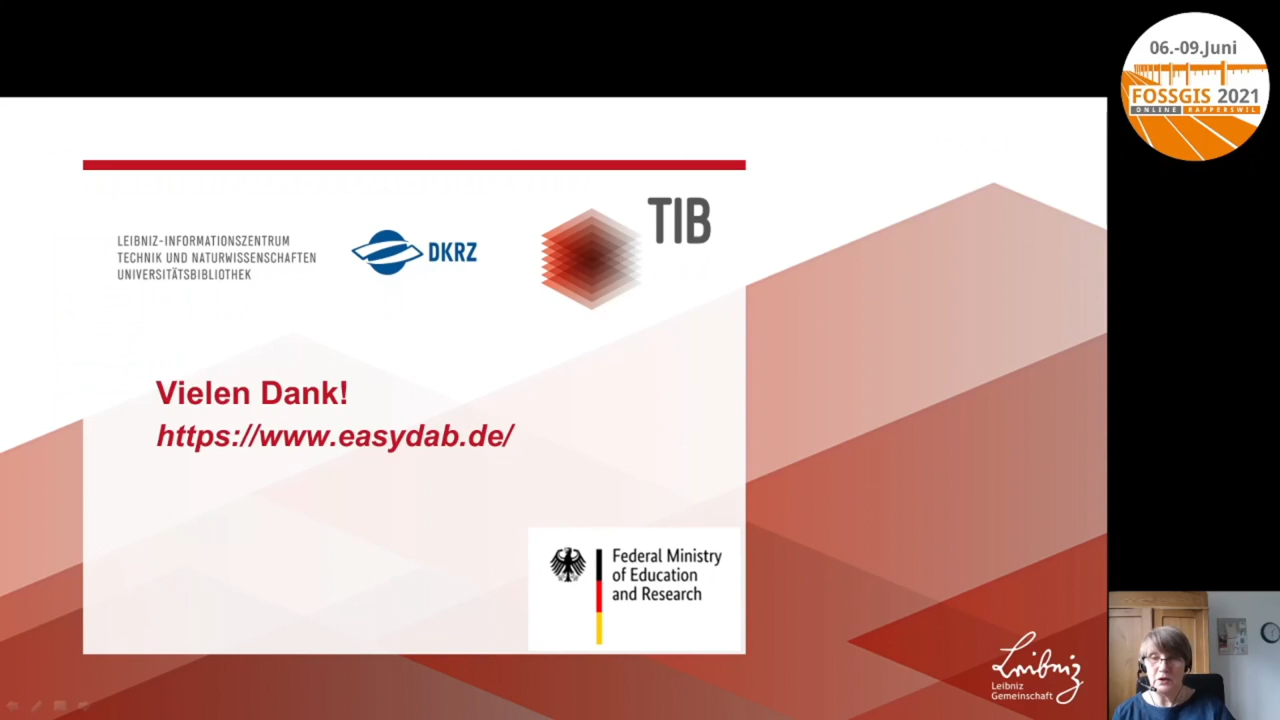 06.-09.Juni
FOSSGIS 2021
ONLINE RAPPERSWIL
LEIBNIZ-INFORMATIONSZENTRUM
TECHNIK UND NATURWISSENSCHAFTEN
UNIVERSITÄTSBIBLIOTHEK
DKRZ
TIB
Vielen Dank!
https://www.easydab.de/
Federal Ministry
of Education
and Research
Leibniz
Leibniz
Gemeinschaft